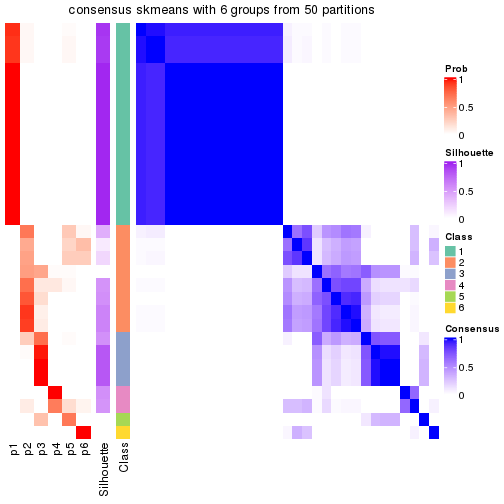 consensus skmeans with 6 groups from 50 partitions
Prob
1
0.5
0
Silhouette
1
0.5
0
Class
1
2
3
4
5
6
Consensus
1
0.5
0
p1
p2
p3
p4
p5
p6
Silhouette
Class